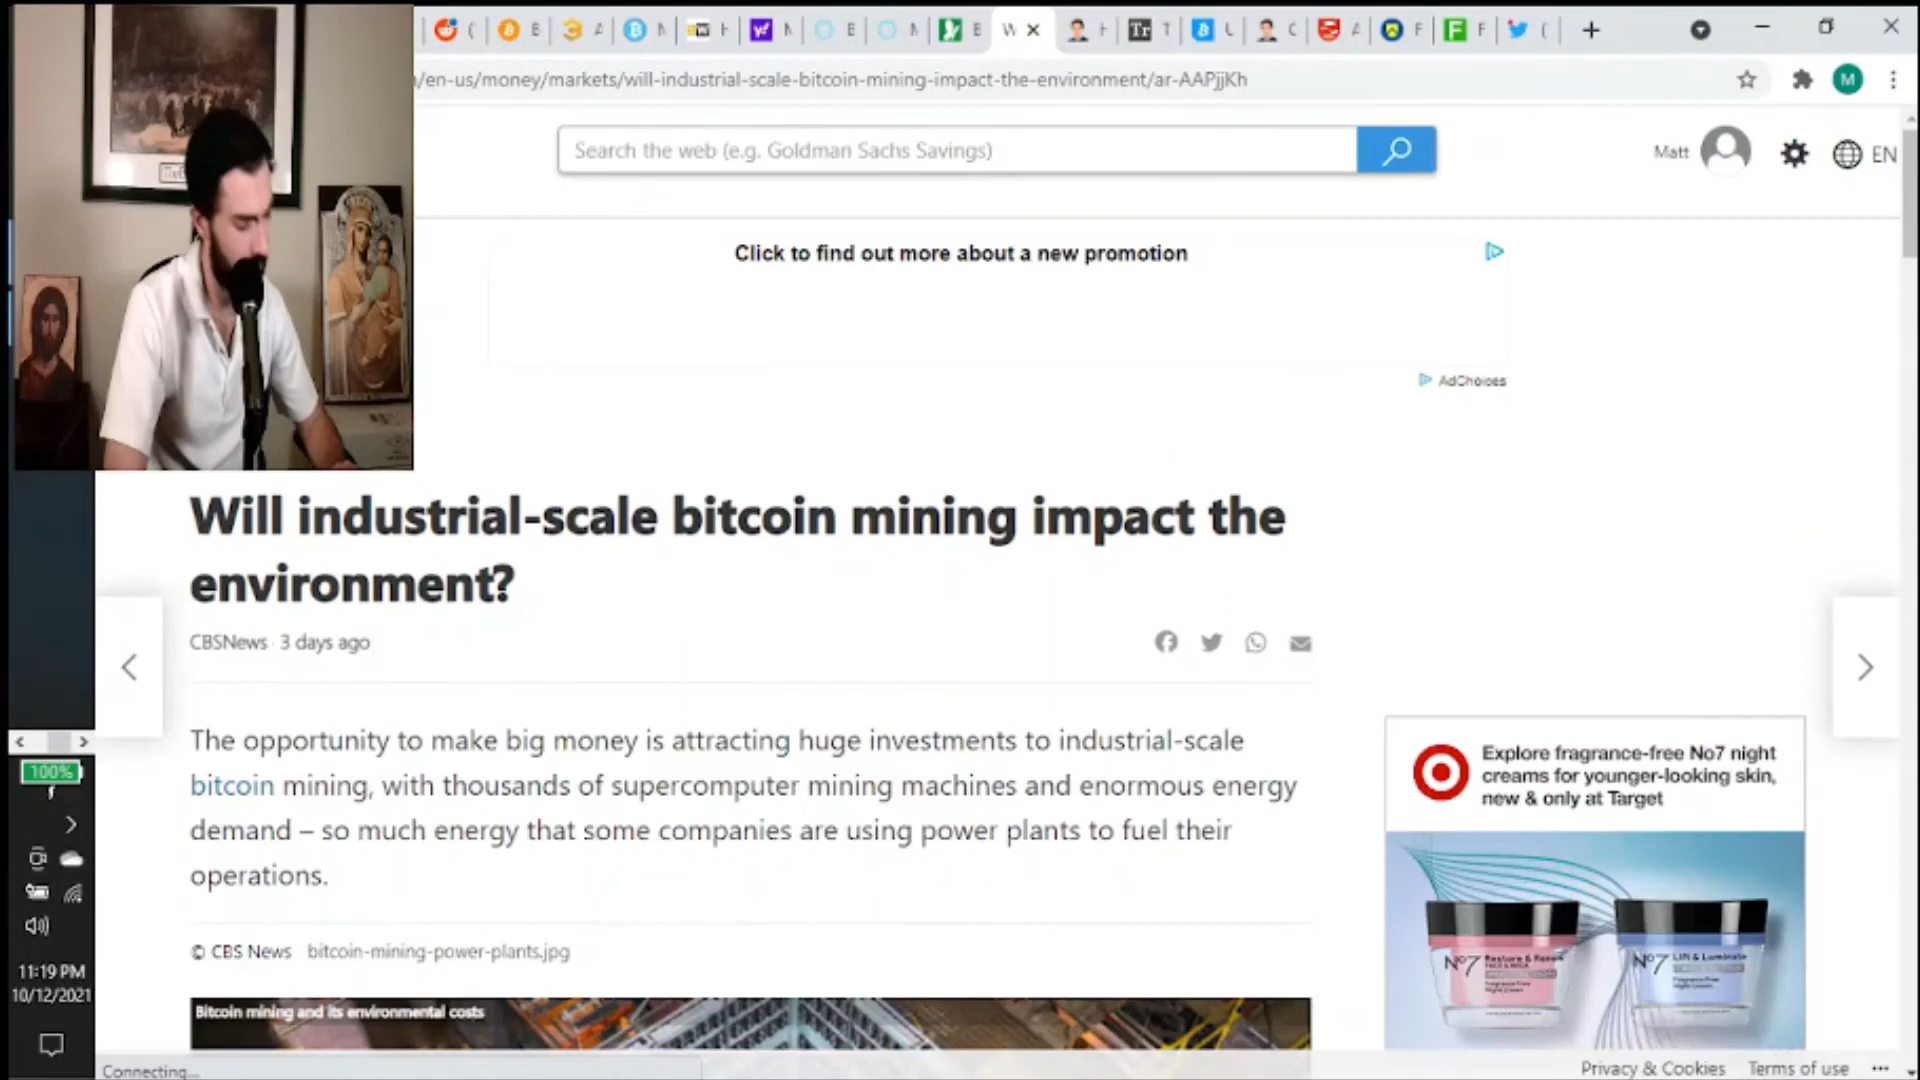 /en-us/money/markets/will-industrial-scale-bitcoin-mining-impact-the-environment/ar-AAPjjKh
M
Search the web (e.g. Goldman Sachs Savings)
Matt
EN
Click to find out more about a new promotion
AdChoices
Will industrial-scale bitcoin mining impact the
environment?
CBSNews · 3 days ago
The opportunity to make big money is attracting huge investments to industrial-scale
bitcoin mining, with thousands of supercomputer mining machines and enormous energy
demand – so much energy that some companies are using power plants to fuel their
operations.
© CBS News bitcoin-mining-power-plants.jpg
Bitcoin mining and its environmental costs
Explore fragrance-free No7 night
creams for younger-looking skin,
new & only at Target
No7 Restore & Renew
No7 Lift & Luminate
100%
11:19 PM
10/12/2021
Connecting...
Privacy & Cookies
Terms of use